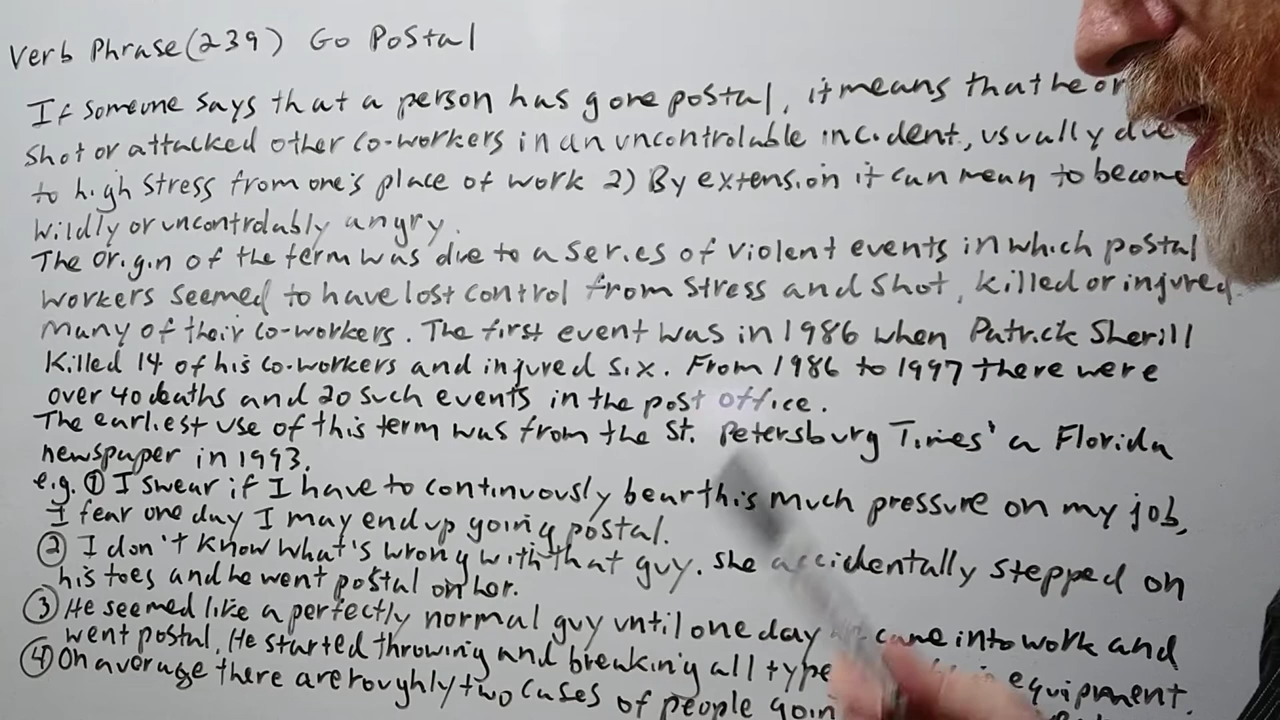 Verb Phrase (239) Go Postal
If someone says that a person has gone postal, it means that he or
shot or attacked other co-workers in an uncontrolable incident, usually due
to high stress from one's place of work 2) By extension it can mean to become
wildly or uncontrolably angry.
The origin of the term was due to a series of violent events in which postal
workers seemed to have lost control from stress and shot, killed or injured
many of their co-workers. The first event was in 1986 when Patrick Sherill
Killed 14 of his co-workers and injured six. From 1986 to 1997 there were
over 40 deaths and 20 such events in the post office.
The earliest use of this term was from the St. Petersburg Times' a Florida
newspaper in 1993.
e.g. ① I swear if I have to continuously bear this much pressure on my job,
I fear one day I may end up going postal.
② I don't know what's wrong with that guy. She accidentally stepped on
his toes and he went postal on her.
③ He seemed like a perfectly normal guy until one day came into work and
went postal. He started throwing and breaking all type equipment.
④ On average there are roughly two cases of people goin